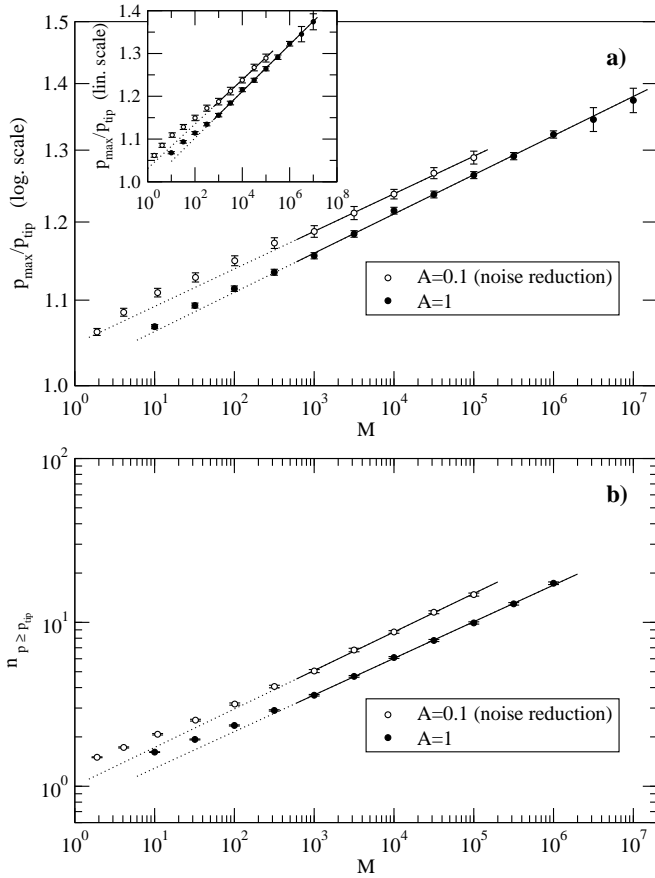 1.5
1.4
1.3
1.2
1.1
1.0
p_max/p_tip (log. scale)
a)
1.4
1.3
1.2
1.1
1.0
p_max/p_tip (lin. scale)
10^0 10^2 10^4 10^6 10^8
M
A=0.1 (noise reduction)
A=1
10^0 10^1 10^2 10^3 10^4 10^5 10^6 10^7
M
10^2
10^1
10^0
n_{p ≥ p_tip}
b)
A=0.1 (noise reduction)
A=1
10^0 10^1 10^2 10^3 10^4 10^5 10^6 10^7
M